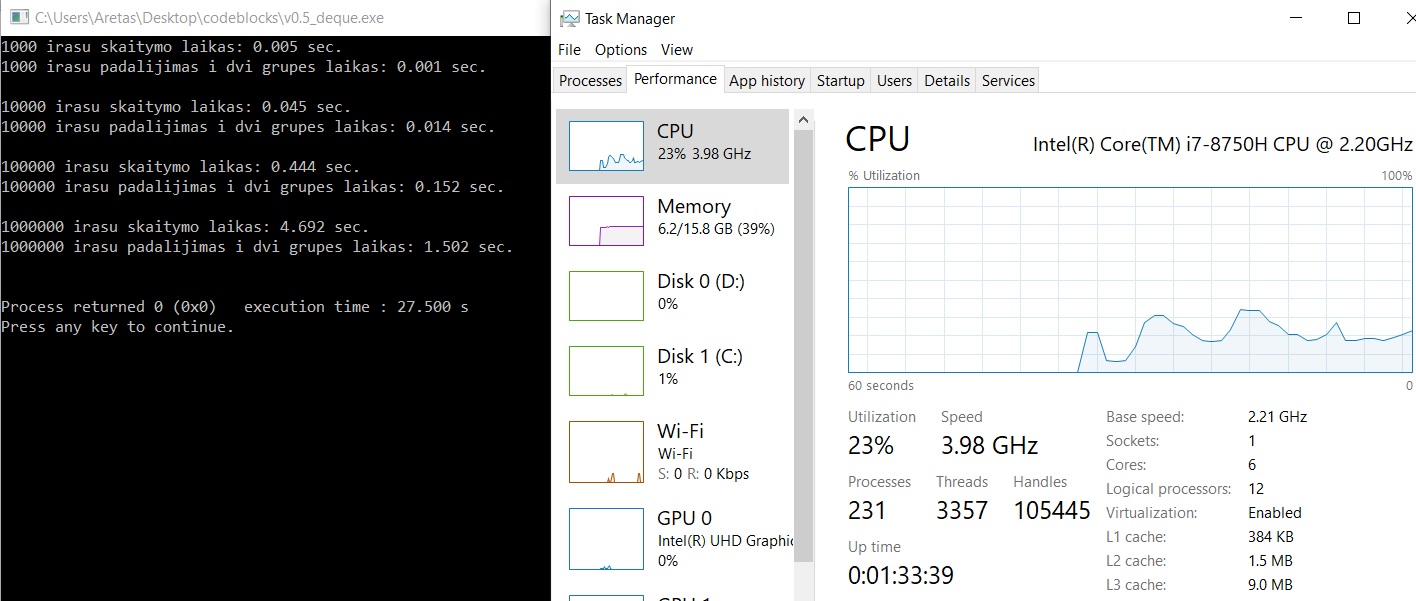 C:\Users\Aretas\Desktop\codeblocks\v0.5_deque.exe
1000 irasu skaitymo laikas: 0.005 sec.
1000 irasu padalijimas i dvi grupes laikas: 0.001 sec.
10000 irasu skaitymo laikas: 0.045 sec.
10000 irasu padalijimas i dvi grupes laikas: 0.014 sec.
100000 irasu skaitymo laikas: 0.444 sec.
100000 irasu padalijimas i dvi grupes laikas: 0.152 sec.
1000000 irasu skaitymo laikas: 4.692 sec.
1000000 irasu padalijimas i dvi grupes laikas: 1.502 sec.
Process returned 0 (0x0)   execution time : 27.500 s
Press any key to continue.
Task Manager
File Options View
Processes Performance App history Startup Users Details Services
CPU
23% 3.98 GHz
Memory
6.2/15.8 GB (39%)
Disk 0 (D:)
0%
Disk 1 (C:)
1%
Wi-Fi
Wi-Fi
S: 0 R: 0 Kbps
GPU 0
Intel(R) UHD Graphic
0%
GPU 1
CPU
Intel(R) Core(TM) i7-8750H CPU @ 2.20GHz
% Utilization 100%
60 seconds 0
Utilization Speed
23% 3.98 GHz
Processes Threads Handles
231 3357 105445
Up time
0:01:33:39
Base speed: 2.21 GHz
Sockets: 1
Cores: 6
Logical processors: 12
Virtualization: Enabled
L1 cache: 384 KB
L2 cache: 1.5 MB
L3 cache: 9.0 MB